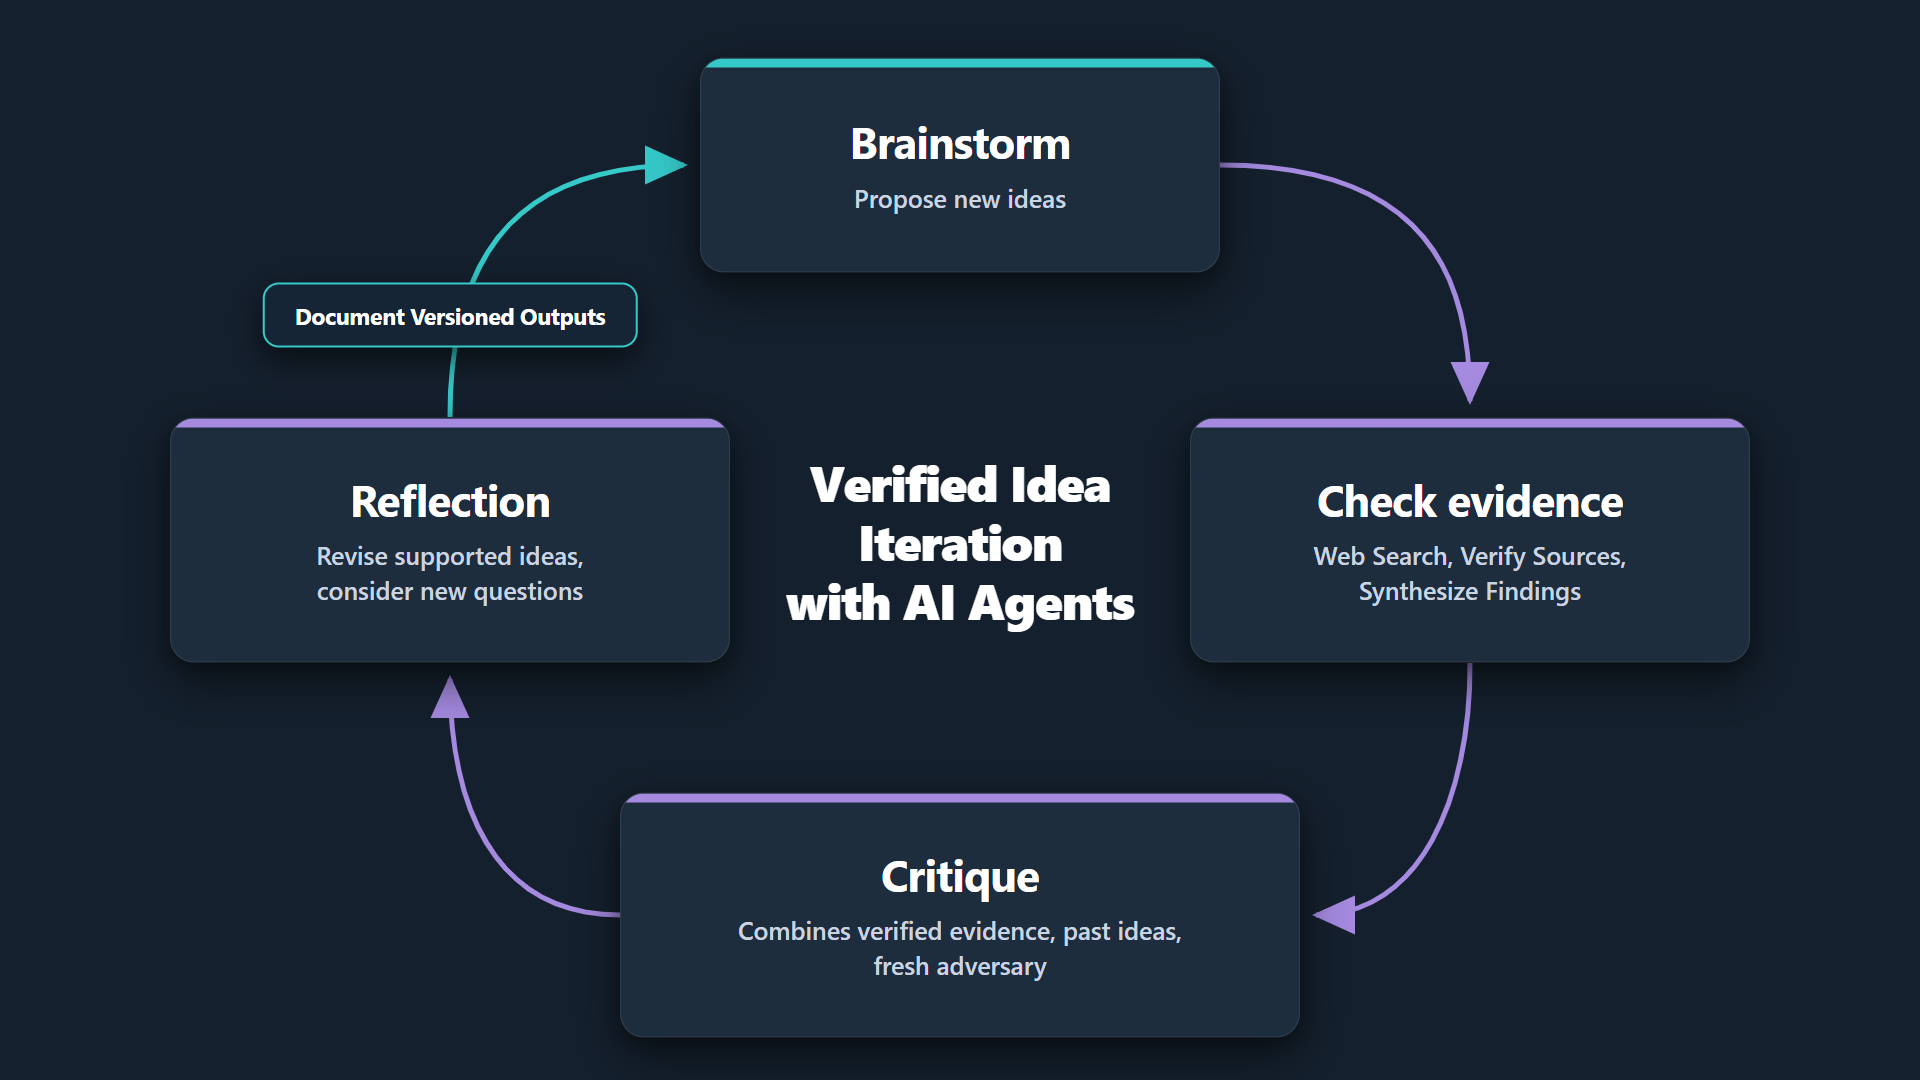 Brainstorm
Propose new ideas
Document Versioned Outputs
Reflection
Revise supported ideas,
consider new questions
Verified Idea
Iteration
with AI Agents
Check evidence
Web Search, Verify Sources,
Synthesize Findings
Critique
Combines verified evidence, past ideas,
fresh adversary